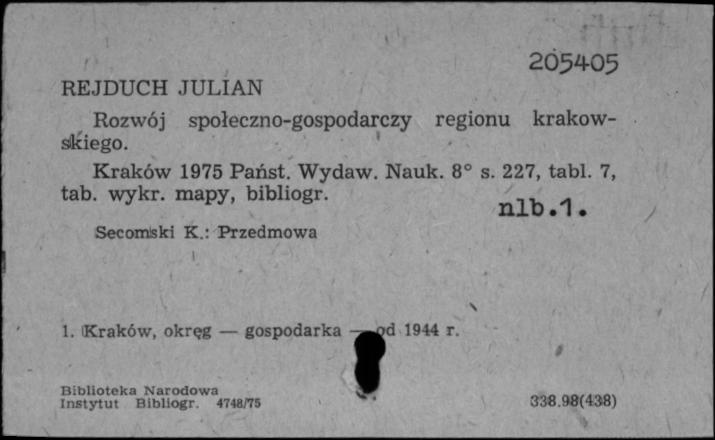 205405
REJDUCH JULIAN
Rozwój społeczno-gospodarczy regionu krakow-
skiego.
Kraków 1975 Państ. Wydaw. Nauk. 8° s. 227, tabl. 7,
tab. wykr. mapy, bibliogr.
nlb.1.
Secomski K.: Przedmowa
1. Kraków, okręg — gospodarka — od 1944 r.
Biblioteka Narodowa
Instytut Bibliogr. 4748/75
338.98(438)